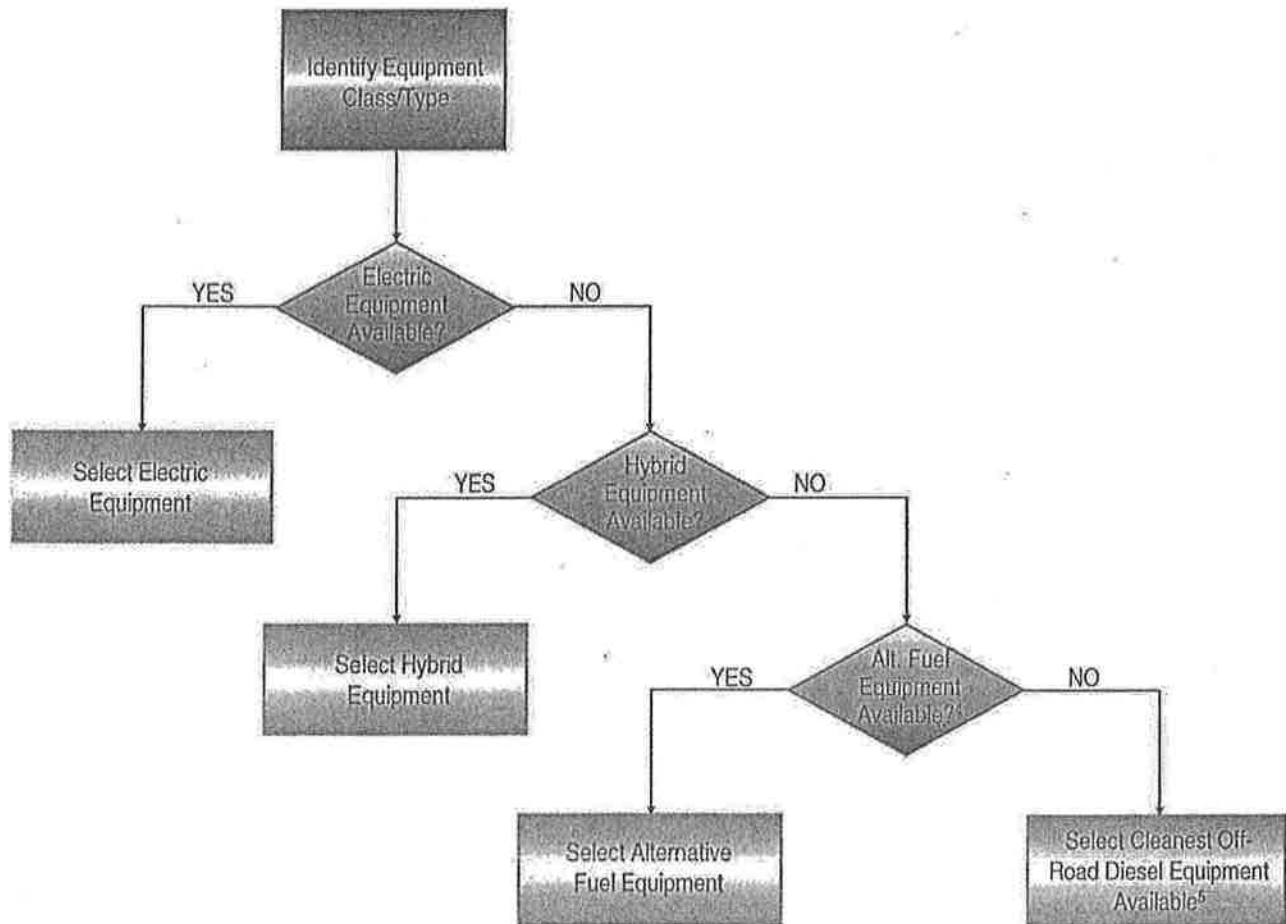 Identify Equipment
Class/Type
Electric
Equipment
Available?
YES
NO
Select Electric
Equipment
Hybrid
Equipment
Available?
YES
NO
Select Hybrid
Equipment
Alt. Fuel
Equipment
Available?⁴
YES
NO
Select Alternative
Fuel Equipment
Select Cleanest Off-
Road Diesel Equipment
Available⁵